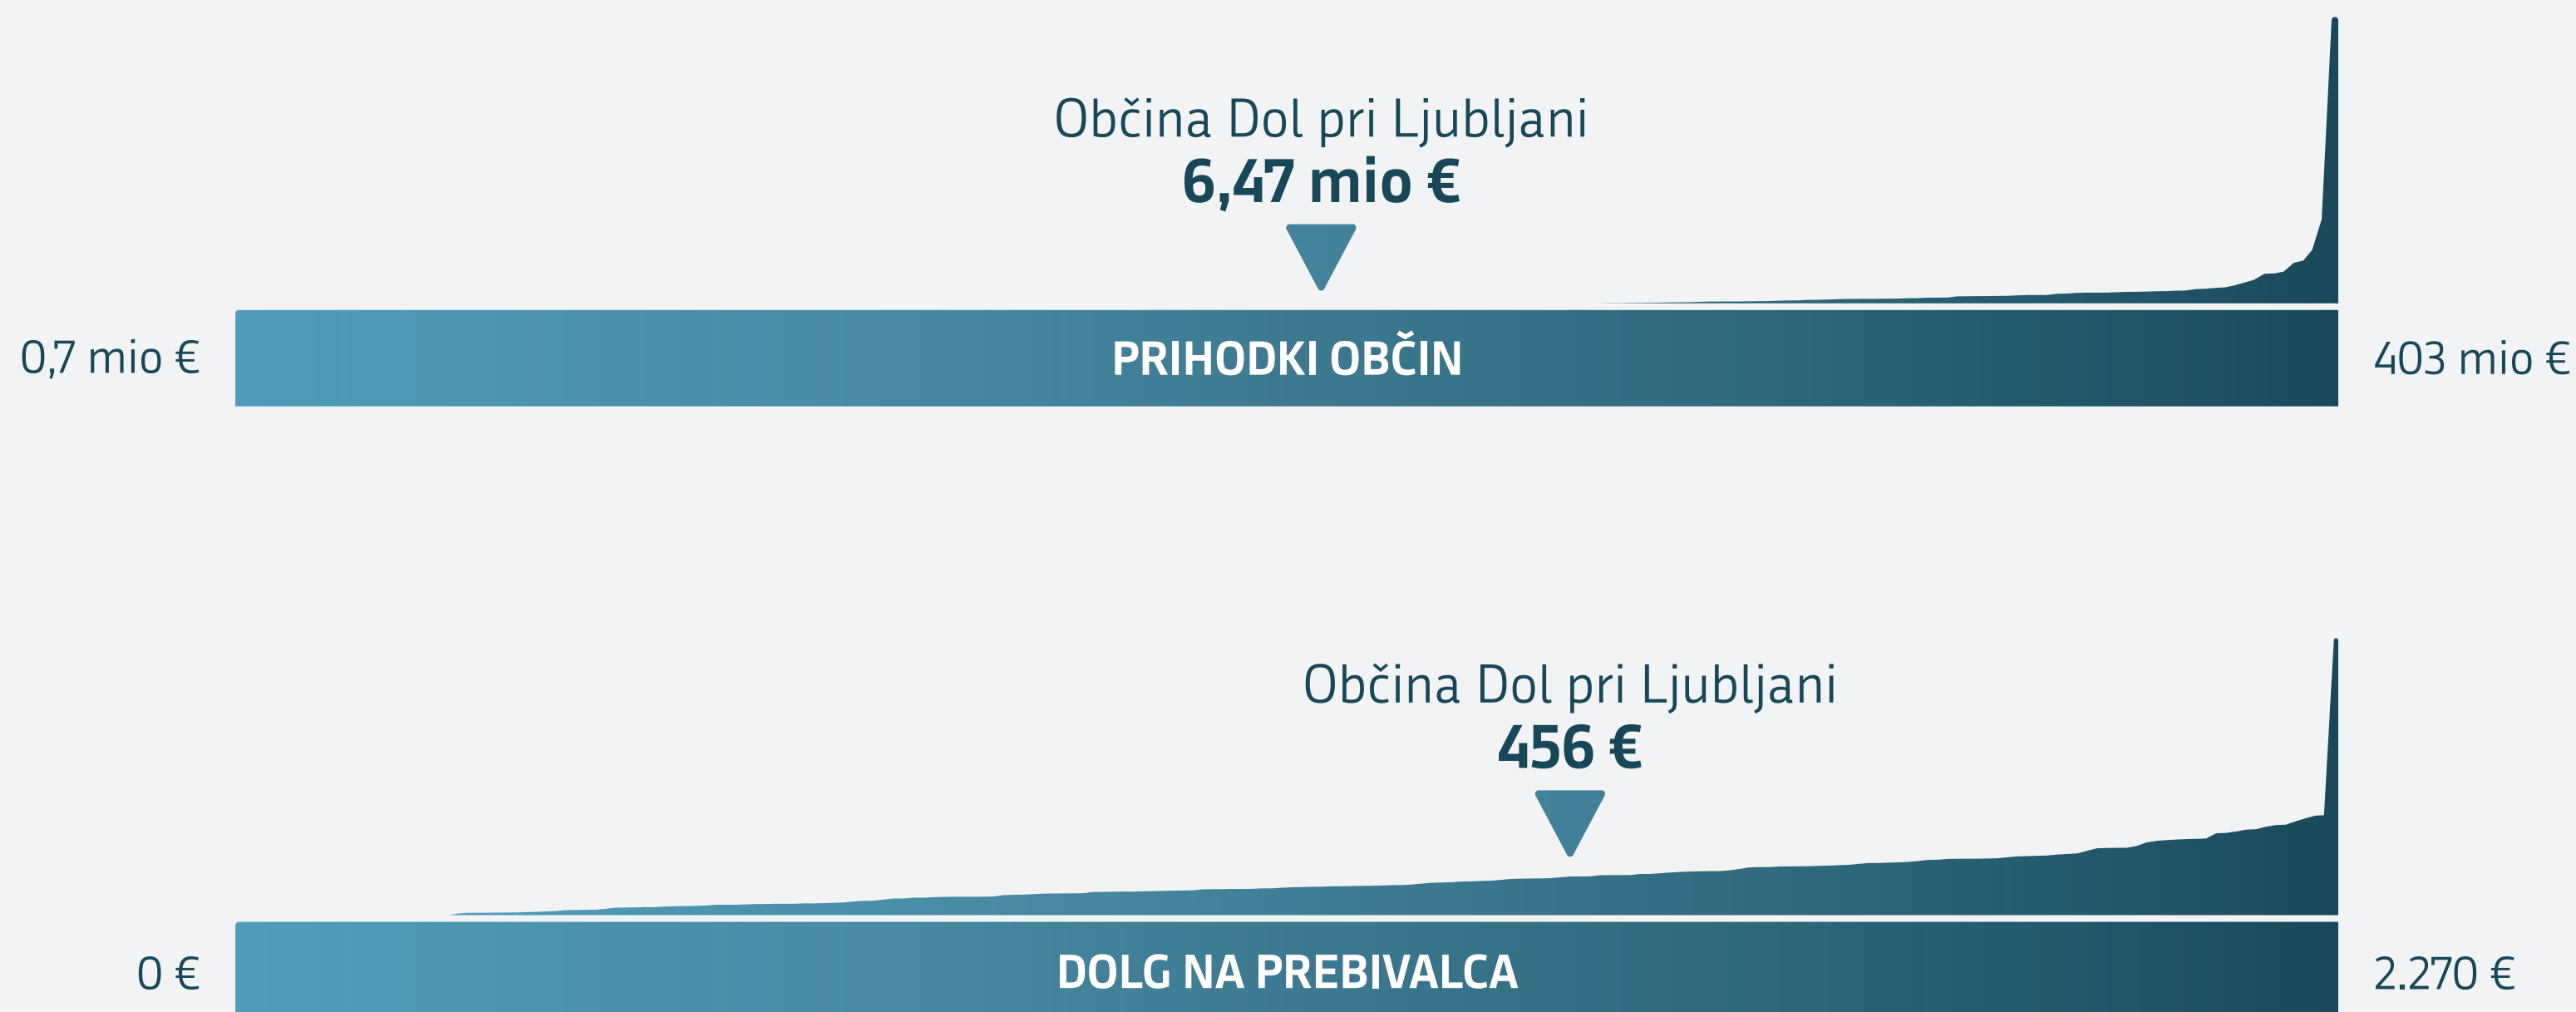 Občina Dol pri Ljubljani
6,47 mio €
0,7 mio €
PRIHODKI OBČIN
403 mio €
Občina Dol pri Ljubljani
456 €
0 €
DOLG NA PREBIVALCA
2.270 €